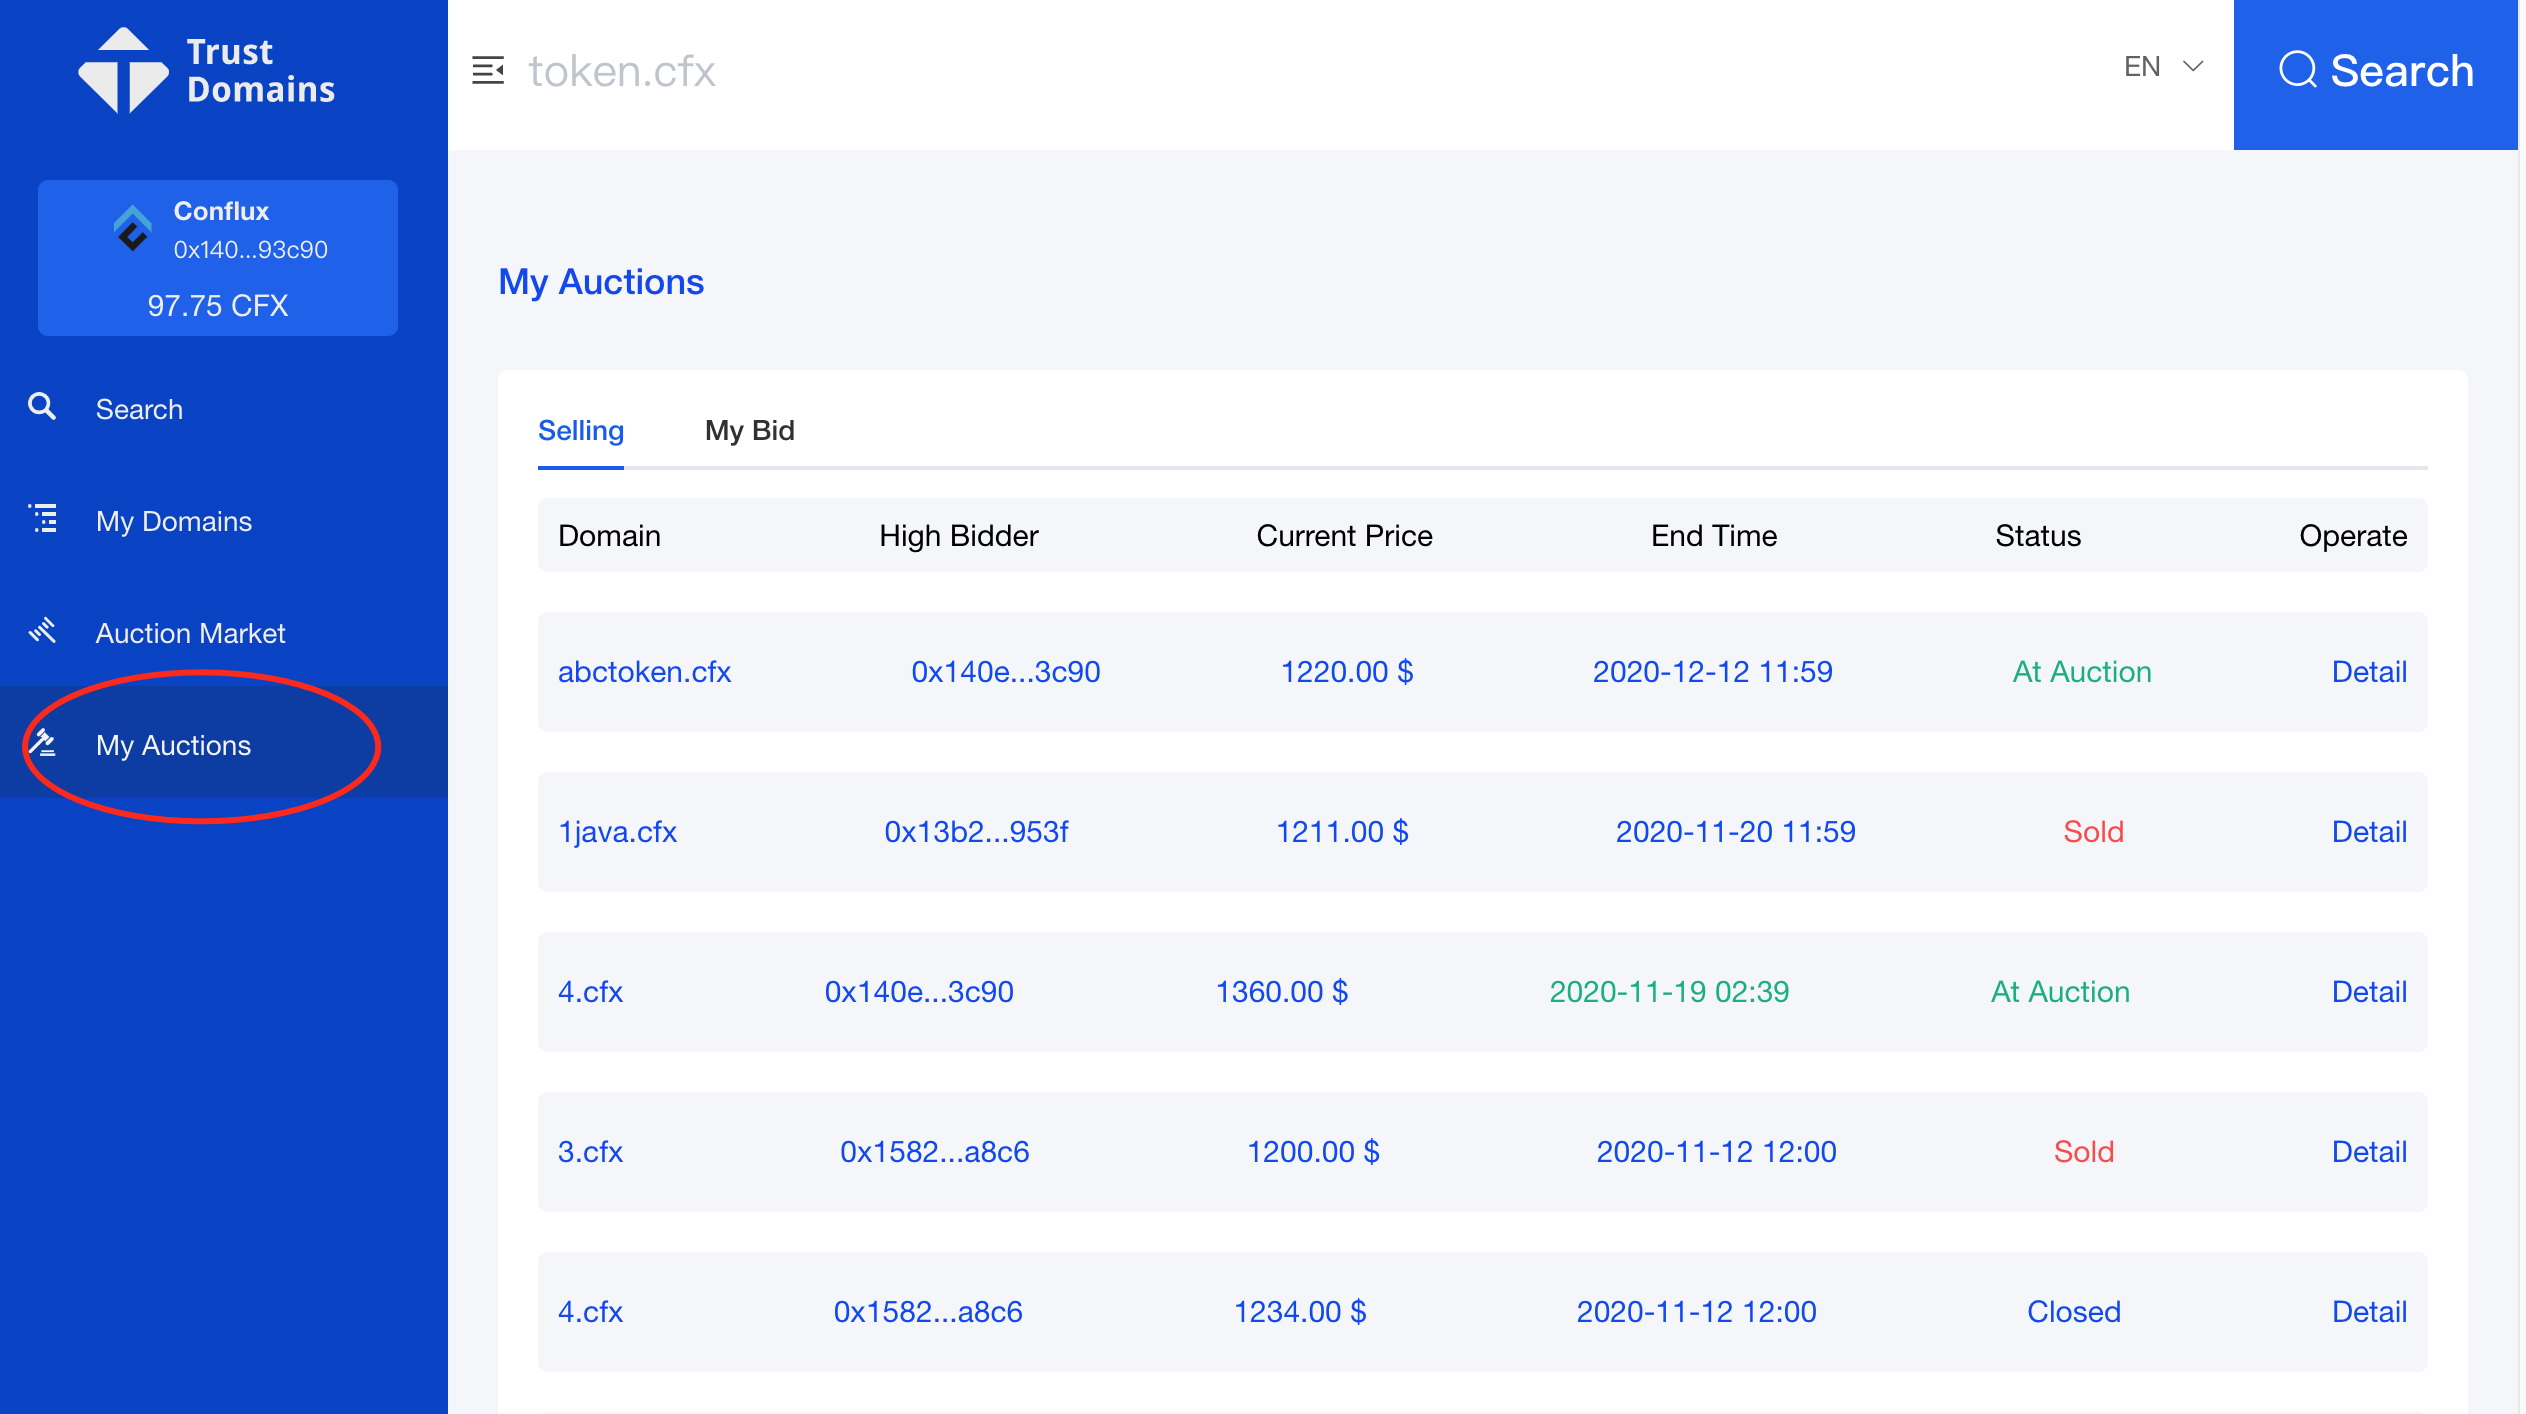 Trust
Domains
Conflux
0x140...93c90
97.75 CFX
Search
My Domains
Auction Market
My Auctions
token.cfx
EN
Search
My Auctions
Selling My Bid
Domain High Bidder Current Price End Time Status Operate
abctoken.cfx 0x140e...3c90 1220.00 $ 2020-12-12 11:59 At Auction Detail
1java.cfx 0x13b2...953f 1211.00 $ 2020-11-20 11:59 Sold Detail
4.cfx 0x140e...3c90 1360.00 $ 2020-11-19 02:39 At Auction Detail
3.cfx 0x1582...a8c6 1200.00 $ 2020-11-12 12:00 Sold Detail
4.cfx 0x1582...a8c6 1234.00 $ 2020-11-12 12:00 Closed Detail